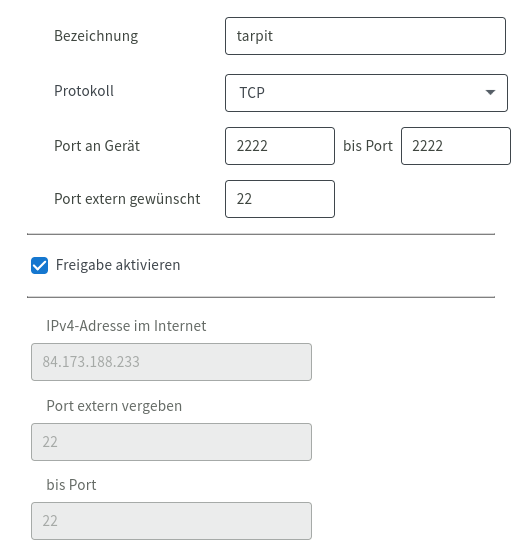 Bezeichnung tarpit
Protokoll TCP
Port an Gerät 2222 bis Port 2222
Port extern gewünscht 22
Freigabe aktivieren
IPv4-Adresse im Internet
84.173.188.233
Port extern vergeben
22
bis Port
22